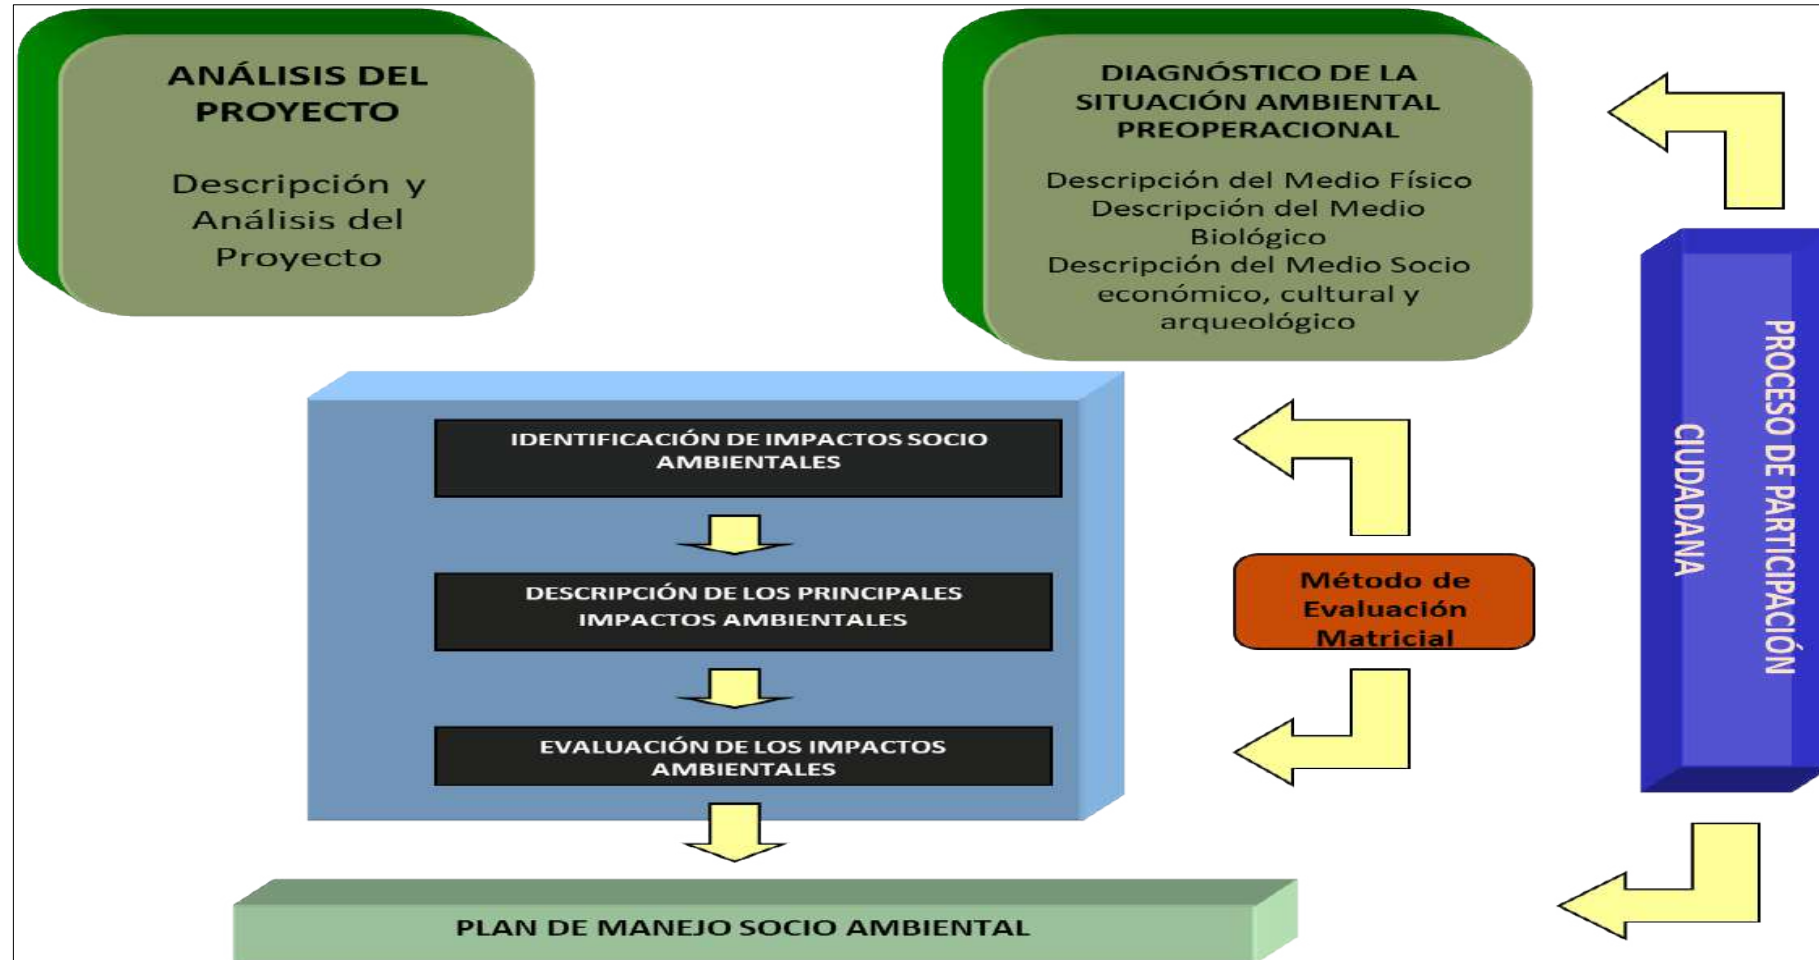 ANÁLISIS DEL
PROYECTO
Descripción y
Análisis del
Proyecto
DIAGNÓSTICO DE LA
SITUACIÓN AMBIENTAL
PREOPERACIONAL
Descripción del Medio Físico
Descripción del Medio
Biológico
Descripción del Medio Socio
económico, cultural y
arqueológico
IDENTIFICACIÓN DE IMPACTOS SOCIO
AMBIENTALES
DESCRIPCIÓN DE LOS PRINCIPALES
IMPACTOS AMBIENTALES
EVALUACIÓN DE LOS IMPACTOS
AMBIENTALES
Método de
Evaluación
Matricial
PROCESO DE PARTICIPACIÓN
CIUDADANA
PLAN DE MANEJO SOCIO AMBIENTAL